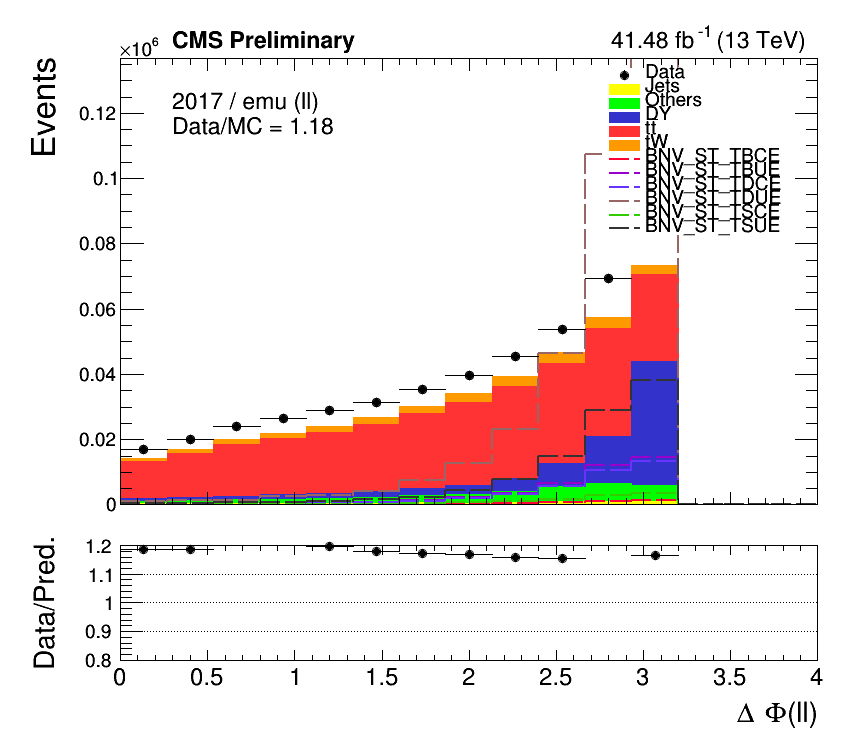 ×10⁶ CMS Preliminary 41.48 fb⁻¹ (13 TeV)
Events
2017 / emu (ll)
Data/MC = 1.18
Data
Jets
Others
DY
tt
tW
BNV_ST_TBCE
BNV_ST_TBUE
BNV_ST_TDCE
BNV_ST_TDUE
BNV_ST_TSCE
BNV_ST_TSUE
0.12
0.1
0.08
0.06
0.04
0.02
0
Data/Pred.
1.2
1.1
1
0.9
0.8
0 0.5 1 1.5 2 2.5 3 3.5 4
Δ Φ(ll)